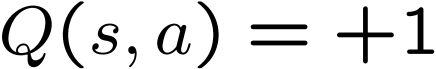 Q(s, a) = +1